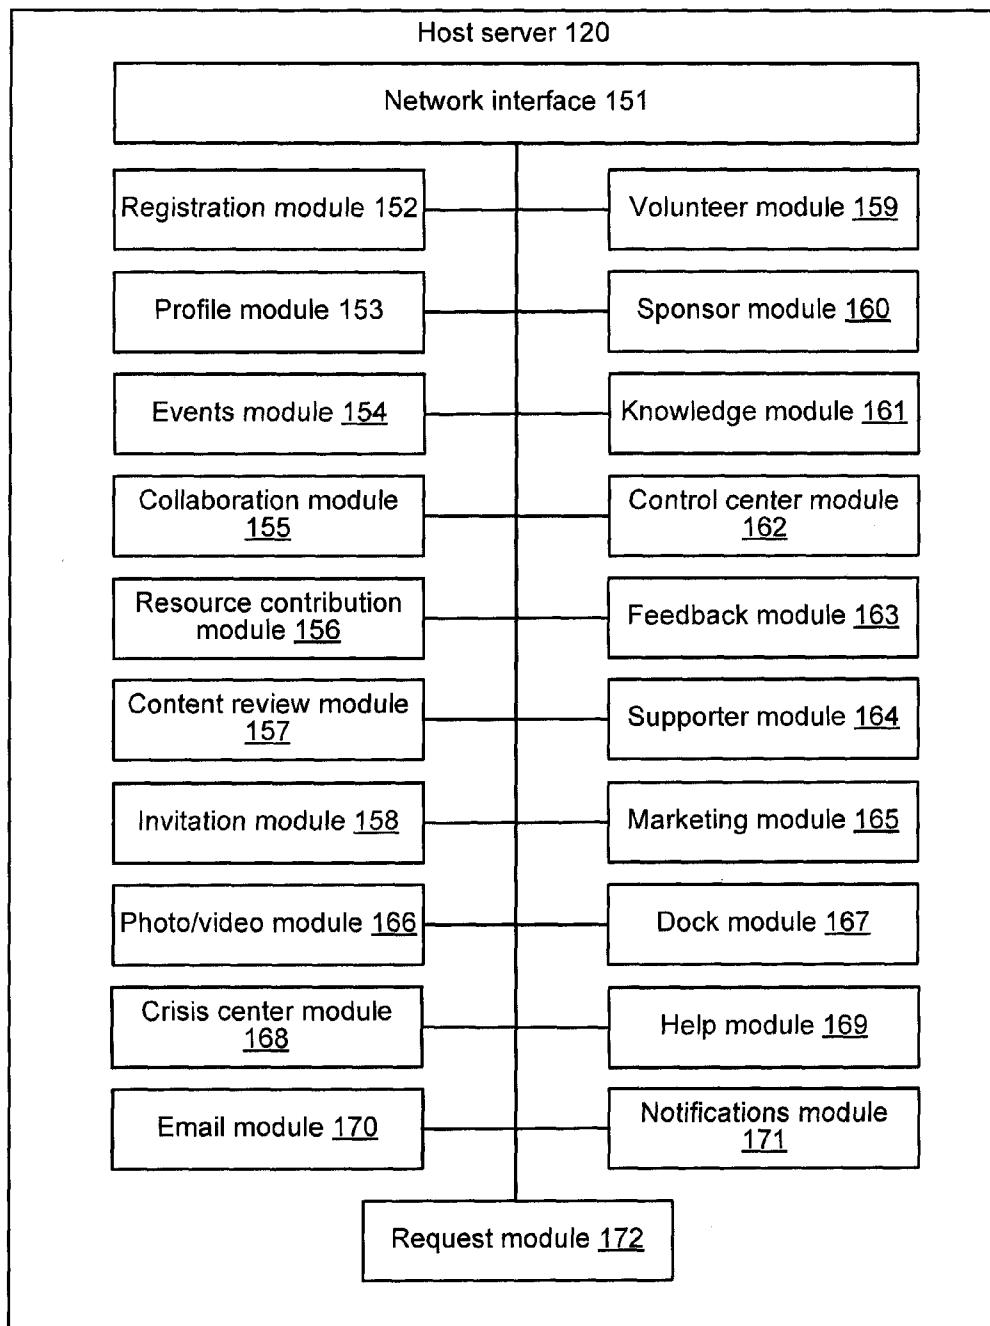 Host server 120
Network interface 151
Registration module 152
Volunteer module 159
Profile module 153
Sponsor module 160
Events module 154
Knowledge module 161
Collaboration module
155
Control center module
162
Resource contribution
module 156
Feedback module 163
Content review module
157
Supporter module 164
Invitation module 158
Marketing module 165
Photo/video module 166
Dock module 167
Crisis center module
168
Help module 169
Email module 170
Notifications module
171
Request module 172